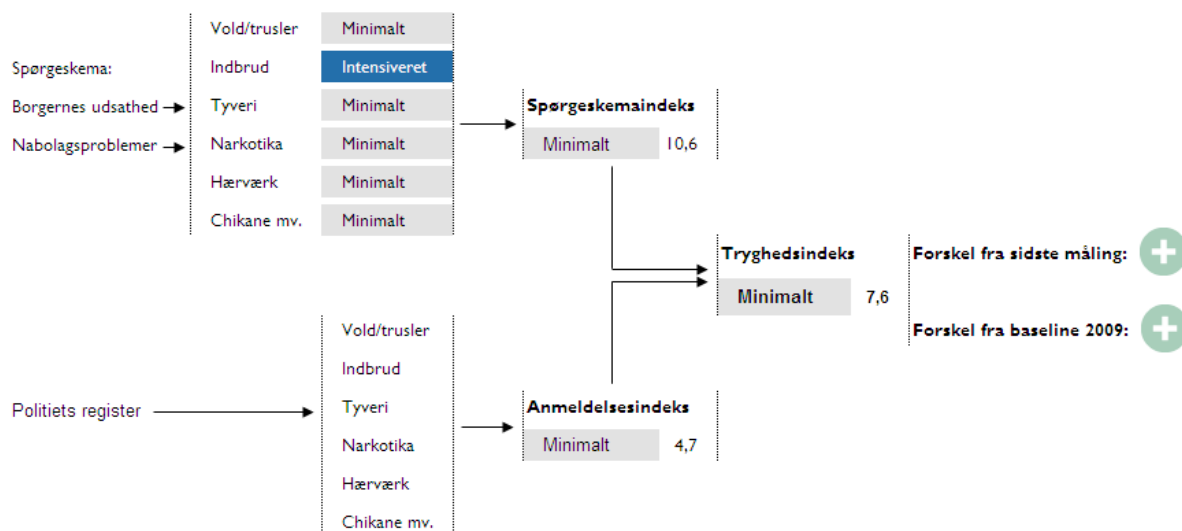 Vold/trusler Minimalt
Spørgeskema: Indbrud Intensiveret
Borgernes udsathed Tyveri Minimalt Spørgeskemaindeks
Nabolagsproblemer Narkotika Minimalt Minimalt 10,6
Hærværk Minimalt
Chikane mv. Minimalt
Tryghedsindeks Forskel fra sidste måling: +
Minimalt 7,6
Forskel fra baseline 2009: +
Vold/trusler
Indbrud
Politiets register Tyveri Anmeldelsesindeks
Narkotika Minimalt 4,7
Hærværk
Chikane mv.